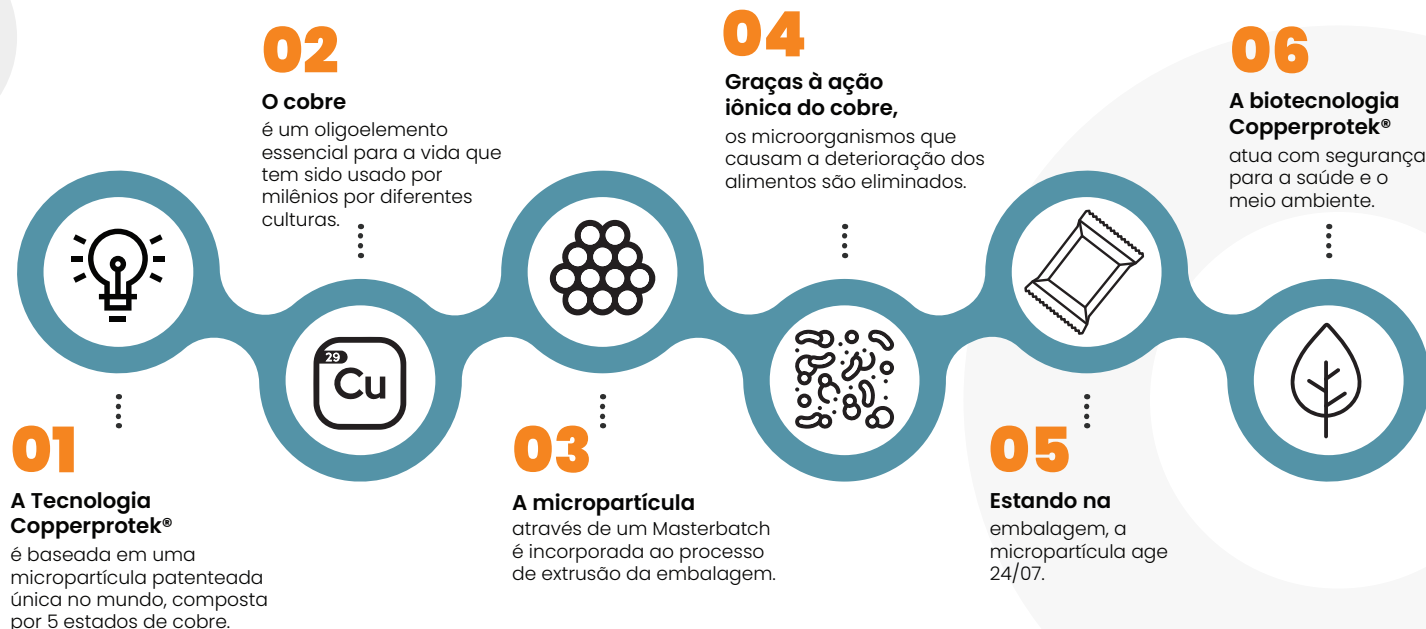 01
A Tecnologia
Copperprotek®
é baseada em uma
micropartícula patenteada
única no mundo, composta
por 5 estados de cobre.
02
O cobre
é um oligoelemento
essencial para a vida que
tem sido usado por
milênios por diferentes
culturas.
29
Cu
03
A micropartícula
através de um Masterbatch
é incorporada ao processo
de extrusão da embalagem.
04
Graças à ação
iônica do cobre,
os microorganismos que
causam a deterioração dos
alimentos são eliminados.
05
Estando na
embalagem, a
micropartícula age
24/07.
06
A biotecnologia
Copperprotek®
atua com segurança
para a saúde e o
meio ambiente.